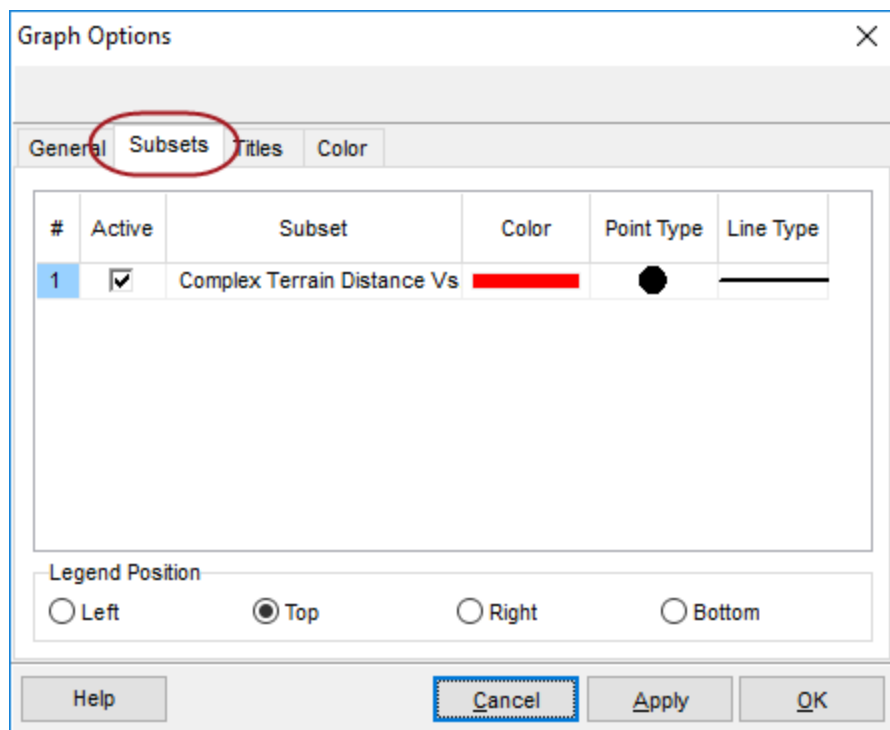 Graph Options
General Subsets Titles Color
# Active Subset Color Point Type Line Type
1 Complex Terrain Distance Vs
Legend Position
Left Top Right Bottom
Help Cancel Apply OK